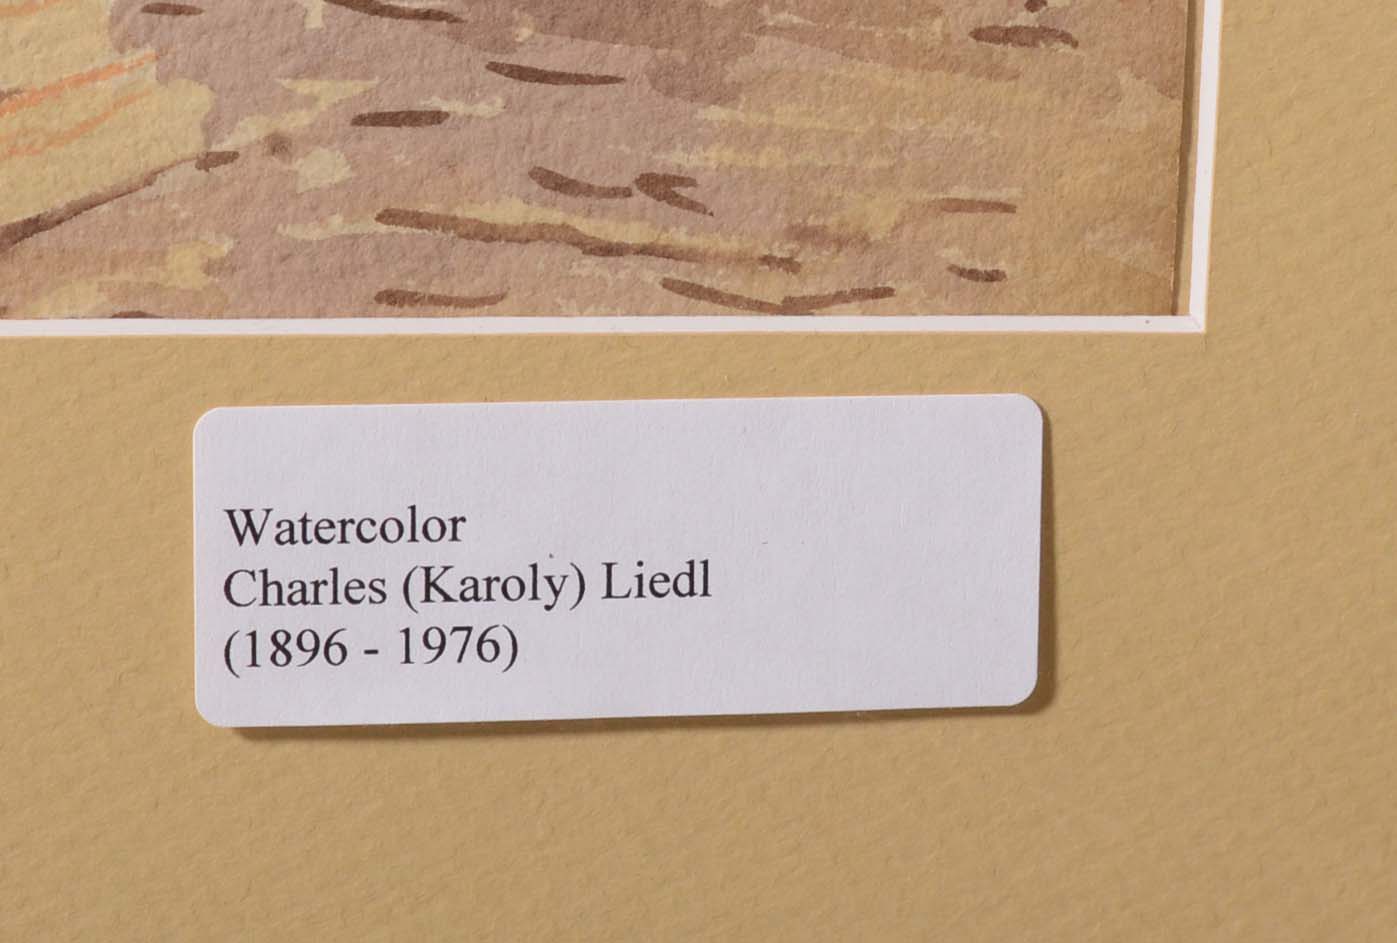 Watercolor
Charles (Karoly) Liedl
(1896 - 1976)